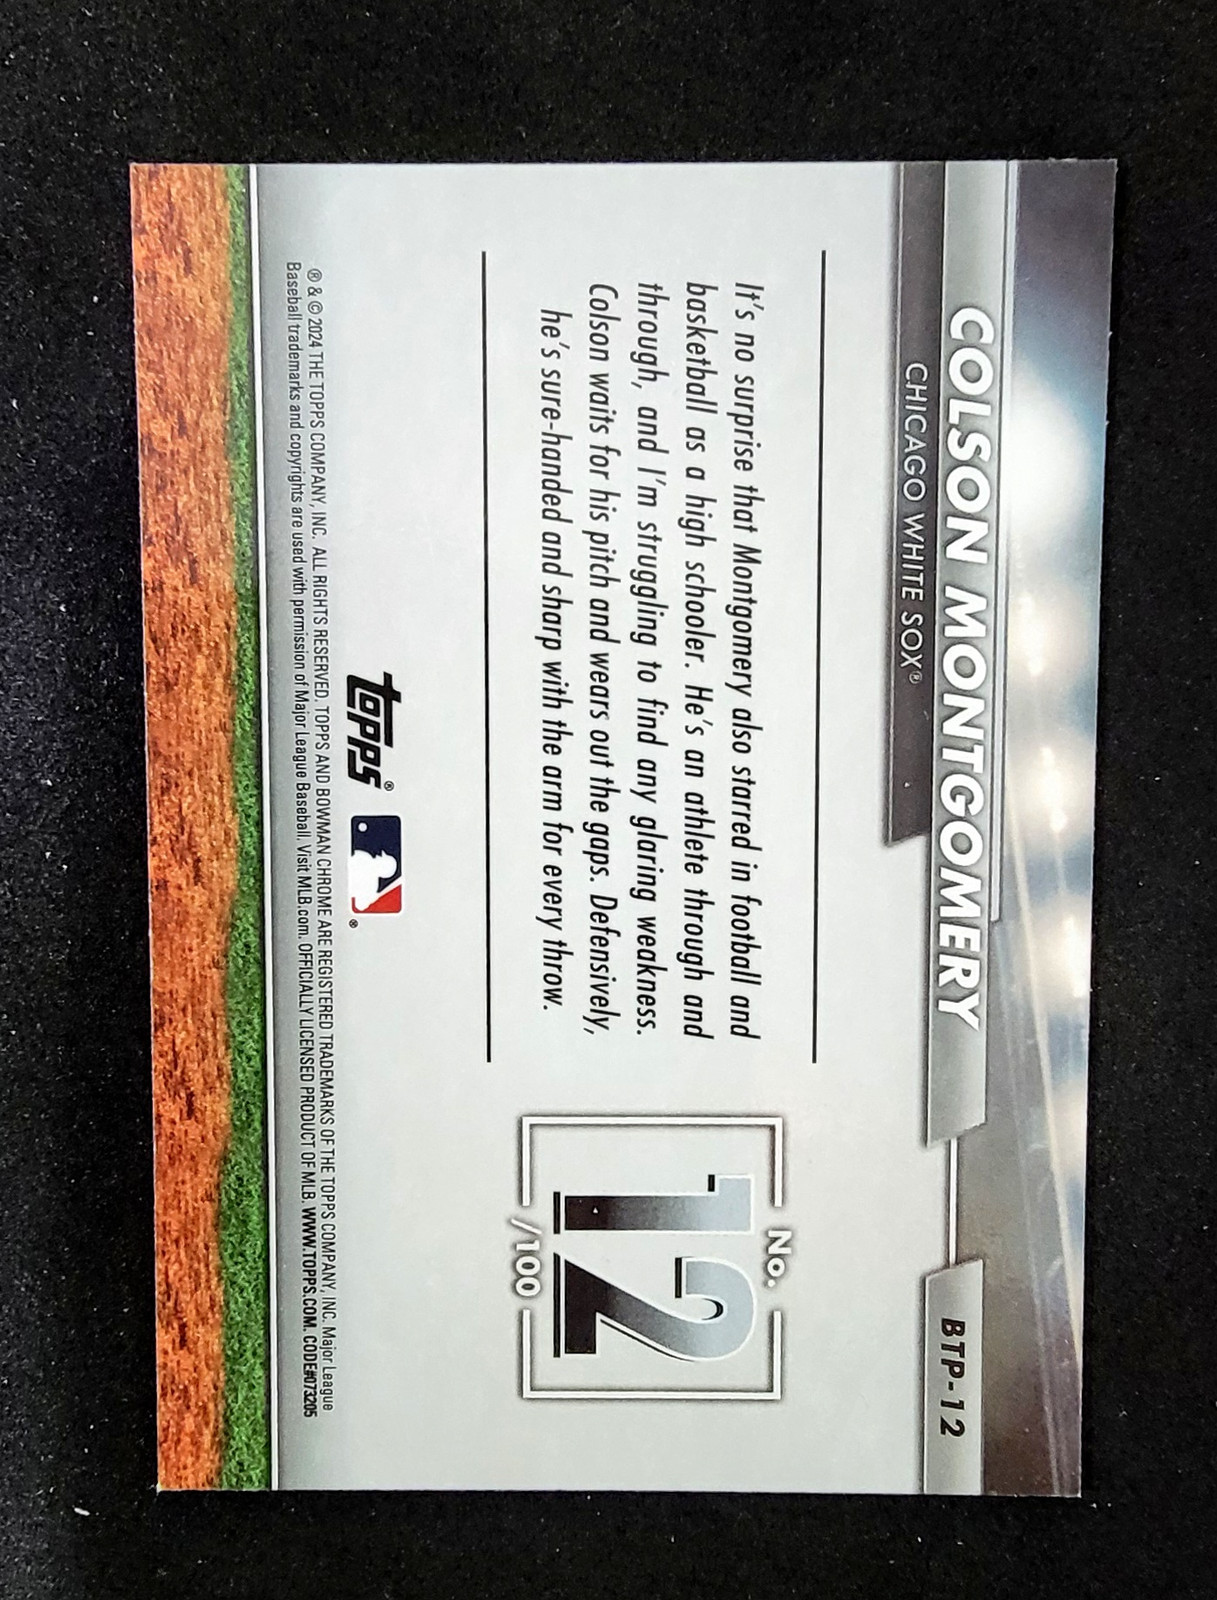 COLSON MONTGOMERY
BTP-12
CHICAGO WHITE SOX®
It's no surprise that Montgomery also starred in football and
basketball as a high schooler. He's an athlete through and
through, and I'm struggling to find any glaring weakness.
Colson waits for his pitch and wears out the gaps. Defensively,
he's sure-handed and sharp with the arm for every throw.
No.
12
/100
topps®
®
® & © 2024 THE TOPPS COMPANY, INC. ALL RIGHTS RESERVED. TOPPS AND BOWMAN CHROME ARE REGISTERED TRADEMARKS OF THE TOPPS COMPANY, INC. Major League
Baseball trademarks and copyrights are used with permission of Major League Baseball. Visit MLB.com. OFFICIALLY LICENSED PRODUCT OF MLB. WWW.TOPPS.COM. CODE#073205